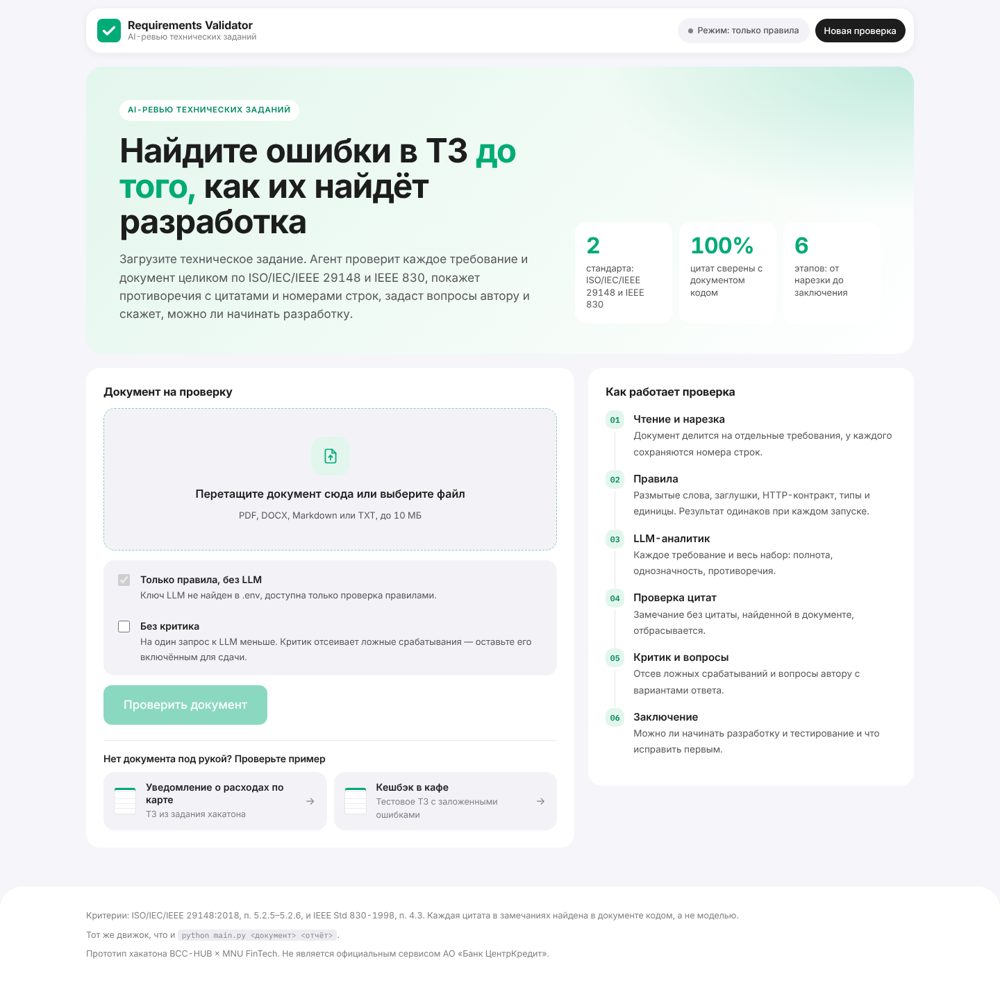 Requirements Validator
AI-ревью технических заданий
Режим: только правила
Новая проверка
AI-РЕВЬЮ ТЕХНИЧЕСКИХ ЗАДАНИЙ
Найдите ошибки в ТЗ до
того, как их найдёт
разработка
Загрузите техническое задание. Агент проверит каждое требование и
документ целиком по ISO/IEC/IEEE 29148 и IEEE 830, покажет
противоречия с цитатами и номерами строк, задаст вопросы автору и
скажет, можно ли начинать разработку.
2
стандарта:
ISO/IEC/IEEE
29148 и IEEE
830
100%
цитат сверены с
документом
кодом
6
этапов: от
нарезки до
заключения
Документ на проверку
Перетащите документ сюда или выберите файл
PDF, DOCX, Markdown или TXT, до 10 МБ
Только правила, без LLM
Ключ LLM не найден в .env, доступна только проверка правилами.
Без критика
На один запрос к LLM меньше. Критик отсеивает ложные срабатывания — оставьте его
включённым для сдачи.
Проверить документ
Нет документа под рукой? Проверьте пример
Уведомление о расходах по
карте
ТЗ из задания хакатона
→
Кешбэк в кафе
Тестовое ТЗ с заложенными
ошибками
→
Как работает проверка
01
Чтение и нарезка
Документ делится на отдельные требования, у каждого
сохраняются номера строк.
02
Правила
Размытые слова, заглушки, HTTP-контракт, типы и
единицы. Результат одинаков при каждом запуске.
03
LLM-аналитик
Каждое требование и весь набор: полнота,
однозначность, противоречия.
04
Проверка цитат
Замечание без цитаты, найденной в документе,
отбрасывается.
05
Критик и вопросы
Отсев ложных срабатываний и вопросы автору с
вариантами ответа.
06
Заключение
Можно ли начинать разработку и тестирование и что
исправить первым.
Критерии: ISO/IEC/IEEE 29148:2018, п. 5.2.5–5.2.6, и IEEE Std 830-1998, п. 4.3. Каждая цитата в замечаниях найдена в документе кодом, а не моделью.
Тот же движок, что и python main.py <документ> <отчёт>.
Прототип хакатона BCC-HUB × MNU FinTech. Не является официальным сервисом АО «Банк ЦентрКредит».